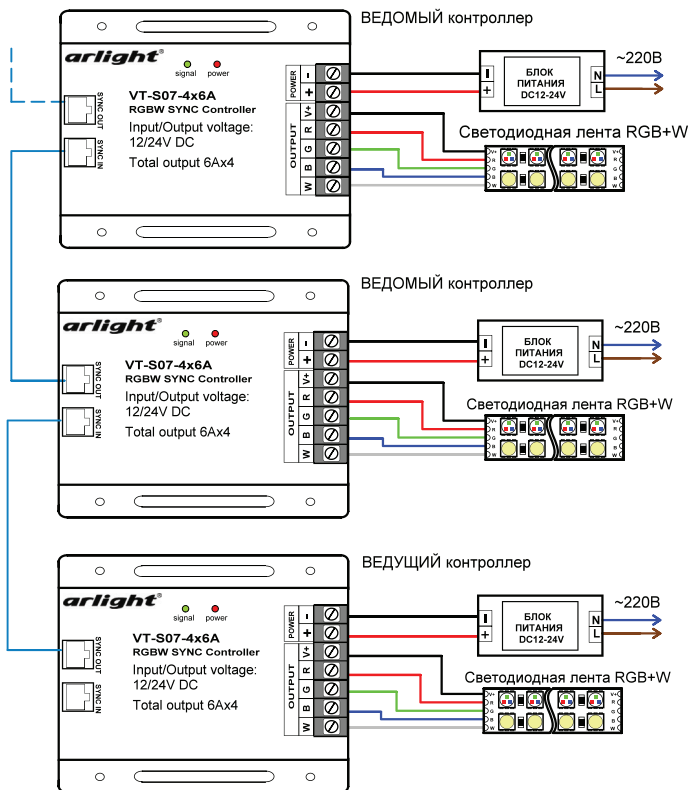 ВЕДОМЫЙ контроллер
arlight®
signal power
SYNC OUT
SYNC IN
VT-S07-4x6A
RGBW SYNC Controller
Input/Output voltage:
12/24V DC
Total output 6Ax4
POWER
- +
OUTPUT
V+ R G B W
БЛОК
ПИТАНИЯ
DC12-24V
- +
N
L
~220В
Светодиодная лента RGB+W
V+ R G B W
V+ R G B W
ВЕДОМЫЙ контроллер
arlight®
signal power
SYNC OUT
SYNC IN
VT-S07-4x6A
RGBW SYNC Controller
Input/Output voltage:
12/24V DC
Total output 6Ax4
POWER
- +
OUTPUT
V+ R G B W
БЛОК
ПИТАНИЯ
DC12-24V
- +
N
L
~220В
Светодиодная лента RGB+W
V+ R G B W
V+ R G B W
ВЕДУЩИЙ контроллер
arlight®
signal power
SYNC OUT
SYNC IN
VT-S07-4x6A
RGBW SYNC Controller
Input/Output voltage:
12/24V DC
Total output 6Ax4
POWER
- +
OUTPUT
V+ R G B W
БЛОК
ПИТАНИЯ
DC12-24V
- +
N
L
~220В
Светодиодная лента RGB+W
V+ R G B W
V+ R G B W